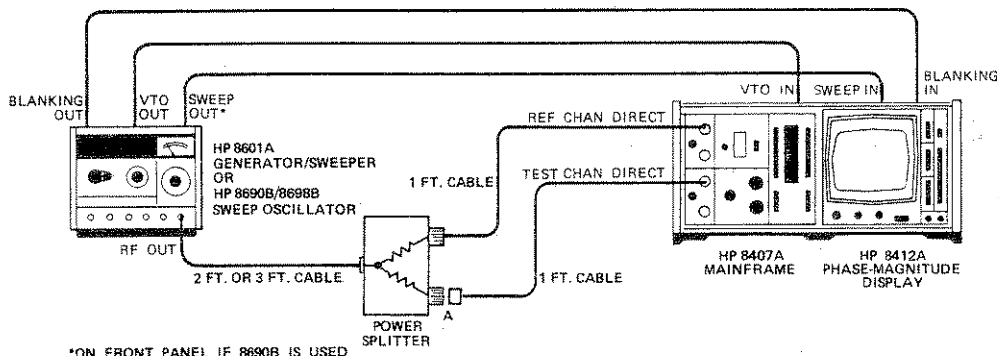 BLANKING
OUT
VTO
OUT
SWEEP
OUT*
VTO IN
SWEEP IN
BLANKING
IN
HP 8601A
GENERATOR/SWEEPER
OR
HP 8690B/8698B
SWEEP OSCILLATOR
REF CHAN DIRECT
1 FT. CABLE
TEST CHAN DIRECT
RF OUT
2 FT. OR 3 FT. CABLE
1 FT. CABLE
A
POWER
SPLITTER
HP 8407A
MAINFRAME
HP 8412A
PHASE-MAGNITUDE
DISPLAY
*ON FRONT PANEL IF 8690B IS USED